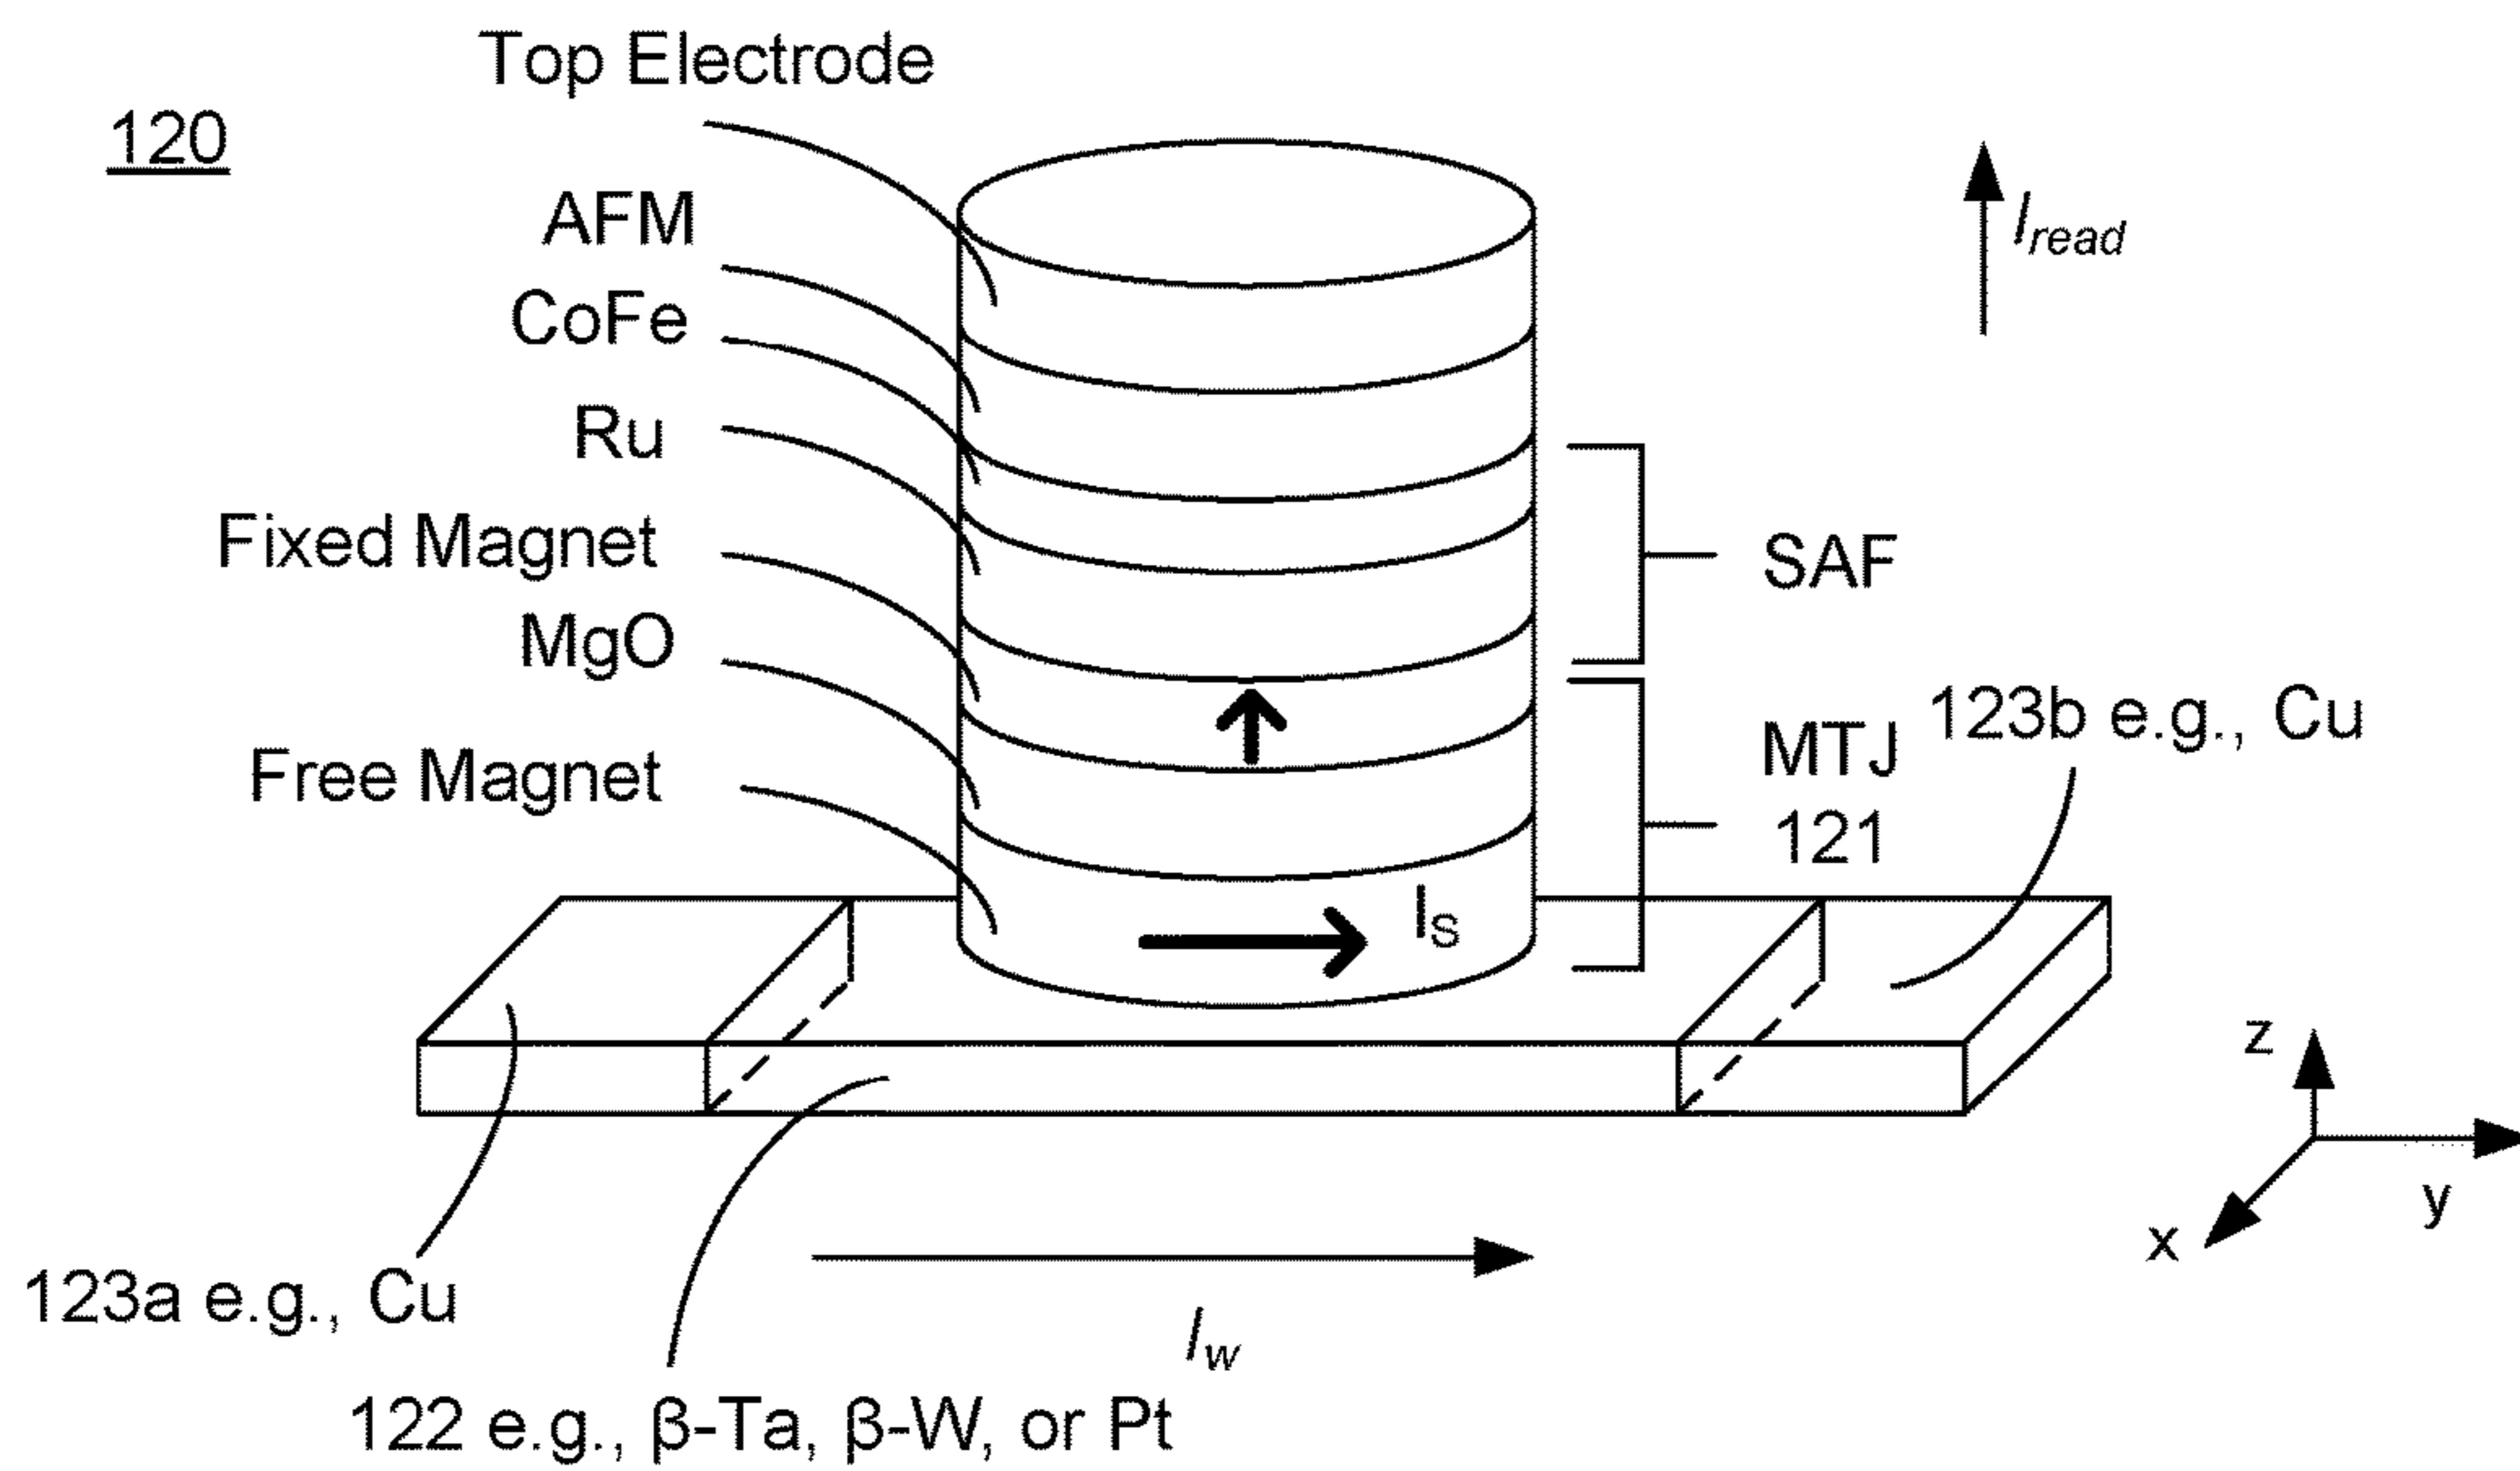 Top Electrode
120
AFM
I_read
CoFe
Ru
Fixed Magnet
SAF
MgO
123b e.g., Cu
MTJ
121
Free Magnet
I_S
z
y
x
123a e.g., Cu
I_w
122 e.g., β-Ta, β-W, or Pt